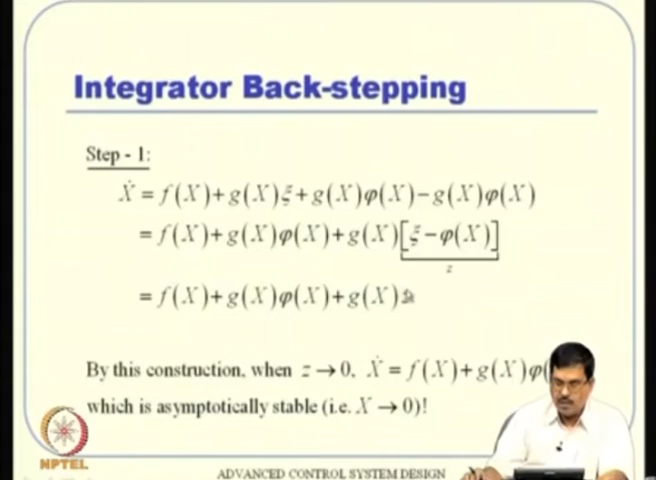 Integrator Back-stepping
Step - 1:
Ẋ = f(X)+g(X)ξ+g(X)φ(X)−g(X)φ(X)
= f(X)+g(X)φ(X)+g(X)[ξ−φ(X)]
z
= f(X)+g(X)φ(X)+g(X)z
By this construction, when z→0, Ẋ = f(X)+g(X)φ(
which is asymptotically stable (i.e. X → 0)!
NPTEL
ADVANCED CONTROL SYSTEM DESIGN